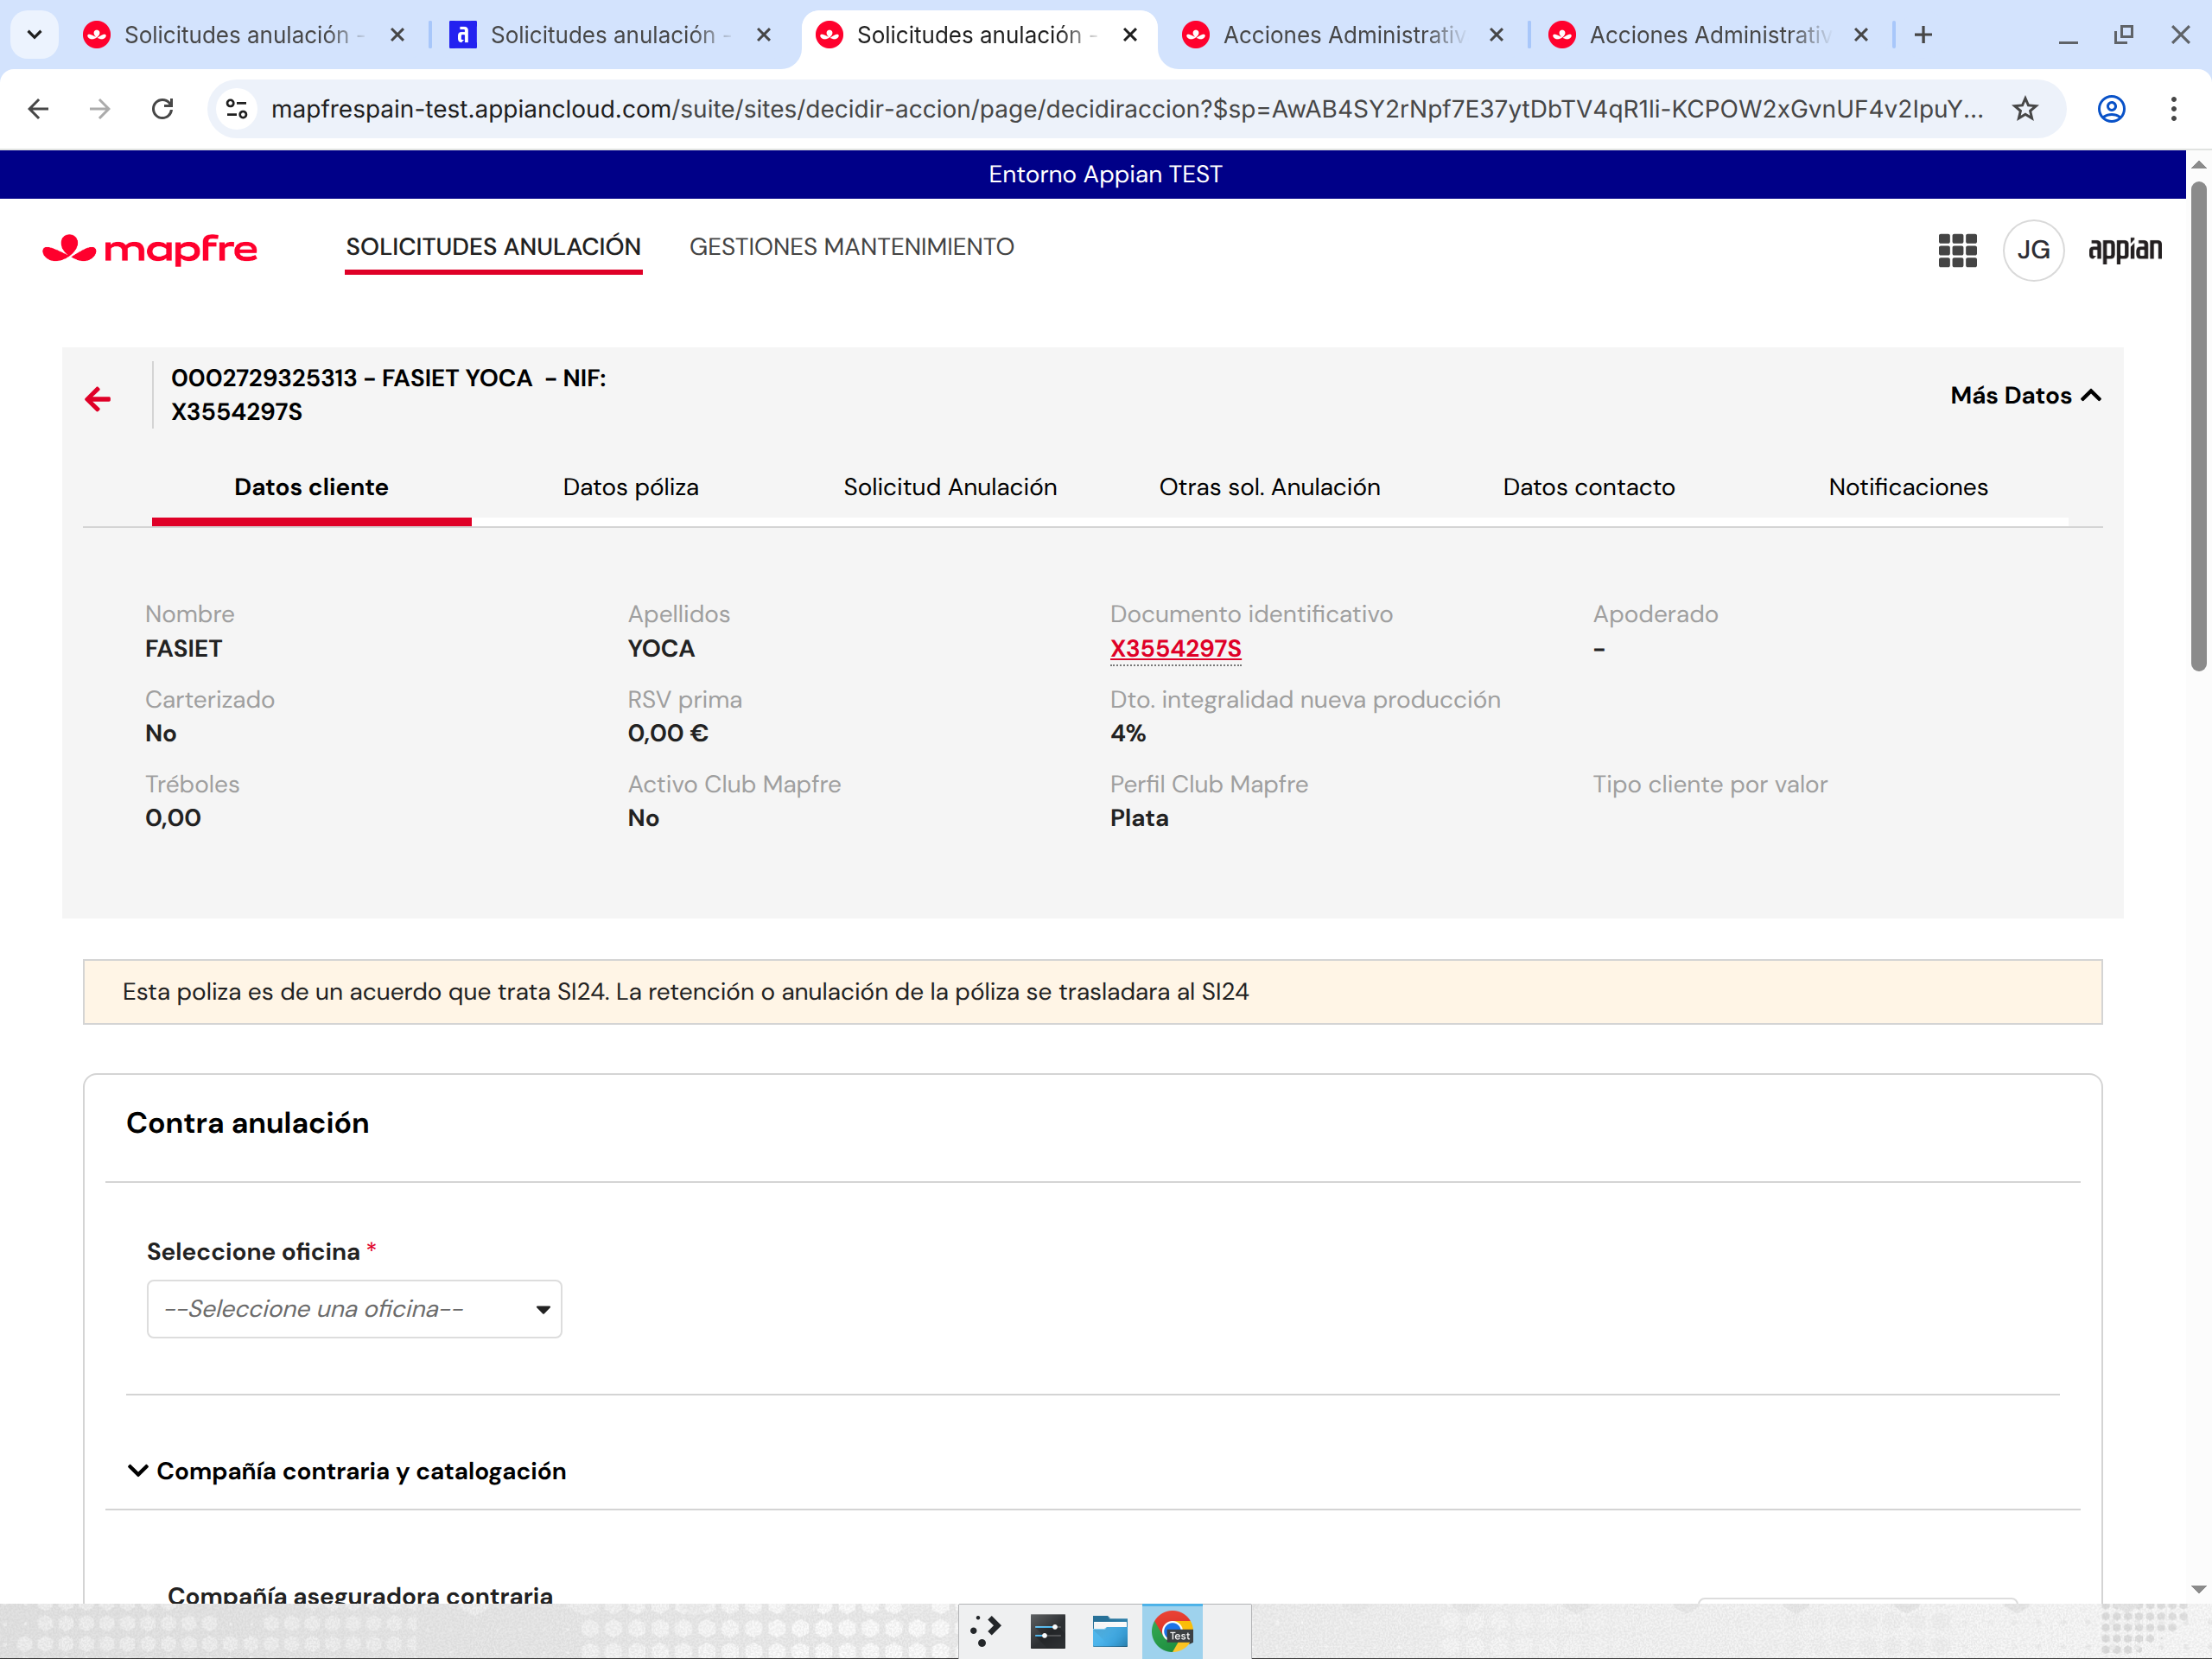 Solicitudes anulación -
Solicitudes anulación -
Solicitudes anulación -
Acciones Administrativ
Acciones Administrativ
mapfrespain-test.appiancloud.com/suite/sites/decidir-accion/page/decidiraccion?$sp=AwAB4SY2rNpf7E37ytDbTV4qR1li-KCPOW2xGvnUF4v2IpuY...
Entorno Appian TEST
mapfre
SOLICITUDES ANULACIÓN
GESTIONES MANTENIMIENTO
JG
appian
0002729325313 - FASIET YOCA - NIF:
X3554297S
Más Datos
Datos cliente
Datos póliza
Solicitud Anulación
Otras sol. Anulación
Datos contacto
Notificaciones
Nombre
FASIET
Apellidos
YOCA
Documento identificativo
X3554297S
Apoderado
-
Carterizado
No
RSV prima
0,00 €
Dto. integralidad nueva producción
4%
Tréboles
0,00
Activo Club Mapfre
No
Perfil Club Mapfre
Plata
Tipo cliente por valor
Esta poliza es de un acuerdo que trata SI24. La retención o anulación de la póliza se trasladara al SI24
Contra anulación
Seleccione oficina *
--Seleccione una oficina--
Compañía contraria y catalogación
Compañía aseguradora contraria
Test